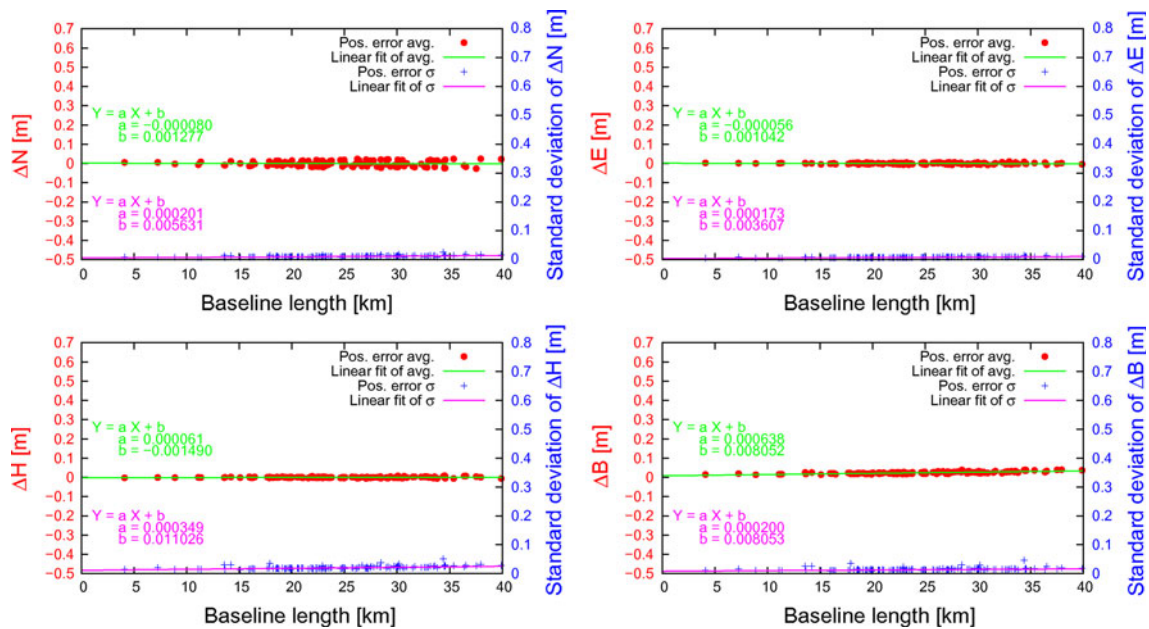 0.7 0.8
0.6 Pos. error avg. 0.7
0.5 Linear fit of avg.
0.4 Pos. error σ 0.6
0.3 Linear fit of σ 0.5
0.2 Y = a X + b
0.1 a = −0.000080 0.4
b = 0.001277
0 0.3
−0.1
−0.2 Y = a X + b 0.2
−0.3 a = 0.000201
−0.4 b = 0.005631 0.1
−0.5 0
0 5 10 15 20 25 30 35 40
Baseline length [km]
ΔN [m]
Standard deviation of ΔN [m]
0.7 0.8
0.6 Pos. error avg. 0.7
0.5 Linear fit of avg.
0.4 Pos. error σ 0.6
0.3 Linear fit of σ 0.5
0.2 Y = a X + b
0.1 a = −0.000056 0.4
b = 0.001042
0 0.3
−0.1
−0.2 Y = a X + b 0.2
−0.3 a = 0.000173
−0.4 b = 0.003607 0.1
−0.5 0
0 5 10 15 20 25 30 35 40
Baseline length [km]
ΔE [m]
Standard deviation of ΔE [m]
0.7 0.8
0.6 Pos. error avg. 0.7
0.5 Linear fit of avg.
0.4 Pos. error σ 0.6
0.3 Linear fit of σ 0.5
0.2 Y = a X + b
0.1 a = 0.000061 0.4
b = −0.001490
0 0.3
−0.1
−0.2 Y = a X + b 0.2
−0.3 a = 0.000349
−0.4 b = 0.011026 0.1
−0.5 0
0 5 10 15 20 25 30 35 40
Baseline length [km]
ΔH [m]
Standard deviation of ΔH [m]
0.7 0.8
0.6 Pos. error avg. 0.7
0.5 Linear fit of avg.
0.4 Pos. error σ 0.6
0.3 Linear fit of σ 0.5
0.2 Y = a X + b
0.1 a = 0.000638 0.4
b = 0.008052
0 0.3
−0.1
−0.2 Y = a X + b 0.2
−0.3 a = 0.000200
−0.4 b = 0.008053 0.1
−0.5 0
0 5 10 15 20 25 30 35 40
Baseline length [km]
ΔB [m]
Standard deviation of ΔB [m]